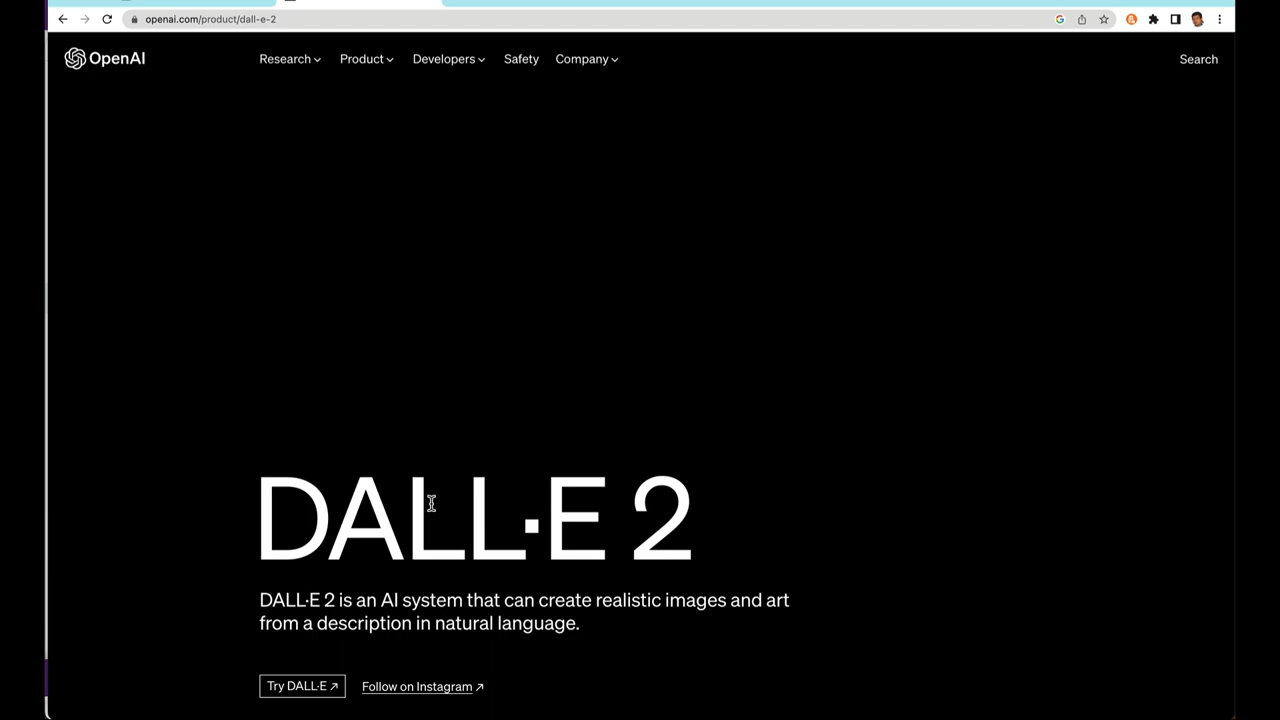 openai.com/product/dall-e-2
OpenAI
Research
Product
Developers
Safety
Company
Search
DALL·E 2
DALL·E 2 is an AI system that can create realistic images and art
from a description in natural language.
Try DALL·E ↗
Follow on Instagram ↗